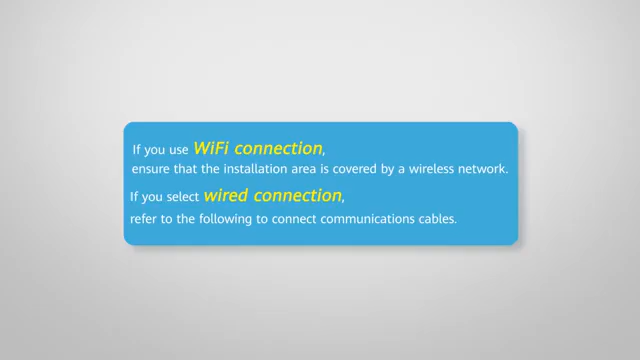 If you use WiFi connection,
ensure that the installation area is covered by a wireless network.
If you select wired connection,
refer to the following to connect communications cables.